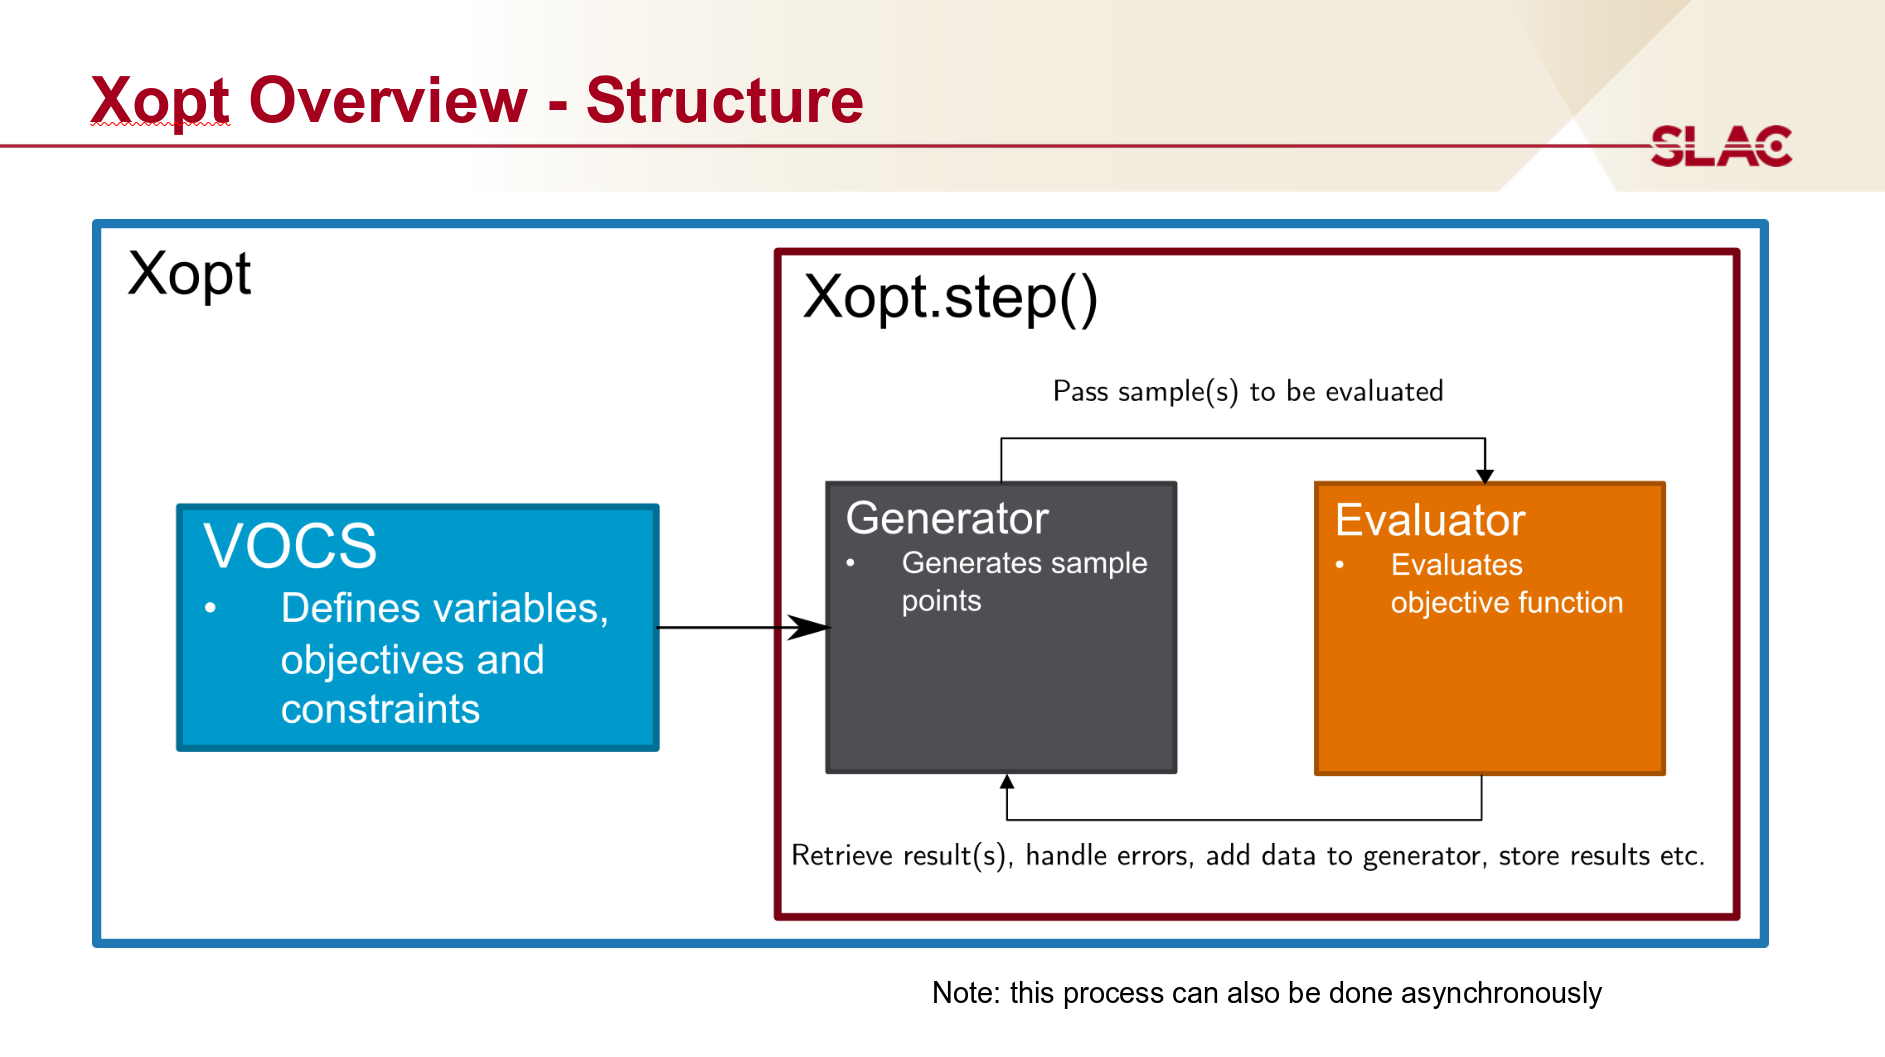 Xopt Overview - Structure
SLAC
Xopt
Xopt.step()
Pass sample(s) to be evaluated
VOCS
• Defines variables,
objectives and
constraints
Generator
• Generates sample
points
Evaluator
• Evaluates
objective function
Retrieve result(s), handle errors, add data to generator, store results etc.
Note: this process can also be done asynchronously